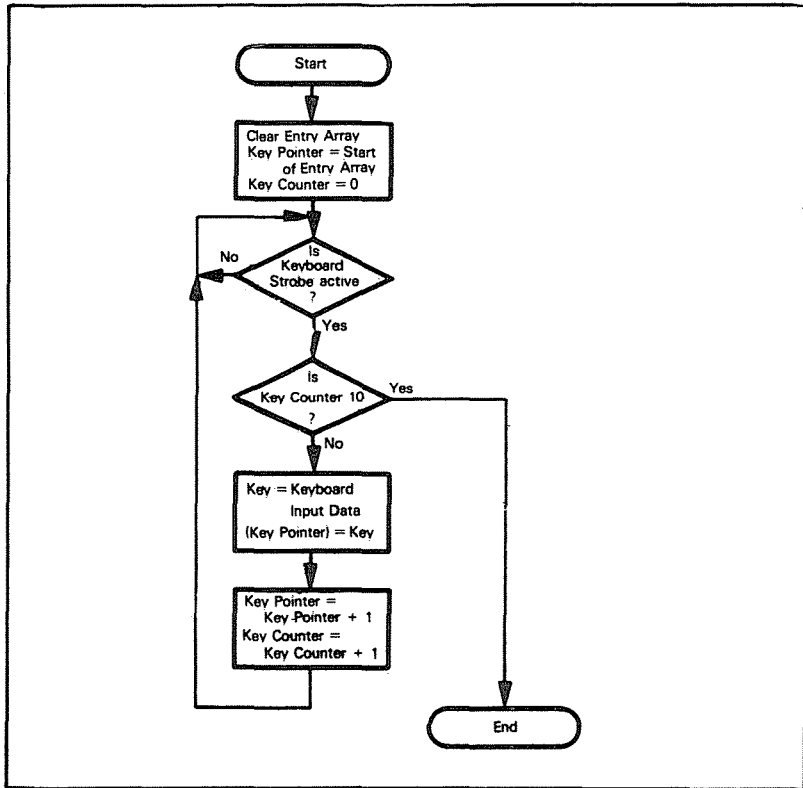 Start
Clear Entry Array
Key Pointer = Start
of Entry Array
Key Counter = 0
Is
Keyboard
Strobe active
?
No
Yes
Is
Key Counter 10
?
Yes
No
Key = Keyboard
Input Data
(Key Pointer) = Key
Key Pointer =
Key Pointer + 1
Key Counter =
Key Counter + 1
End